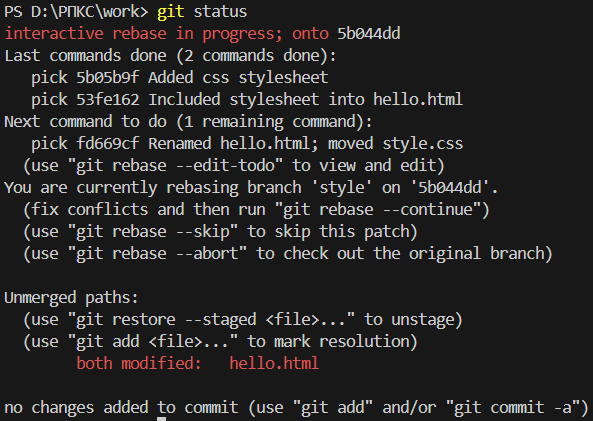 PS D:\РПКС\work> git status
interactive rebase in progress; onto 5b044dd
Last commands done (2 commands done):
   pick 5b05b9f Added css stylesheet
   pick 53fe162 Included stylesheet into hello.html
Next command to do (1 remaining command):
   pick fd669cf Renamed hello.html; moved style.css
  (use "git rebase --edit-todo" to view and edit)
You are currently rebasing branch 'style' on '5b044dd'.
  (fix conflicts and then run "git rebase --continue")
  (use "git rebase --skip" to skip this patch)
  (use "git rebase --abort" to check out the original branch)

Unmerged paths:
  (use "git restore --staged <file>..." to unstage)
  (use "git add <file>..." to mark resolution)
        both modified:   hello.html

no changes added to commit (use "git add" and/or "git commit -a")